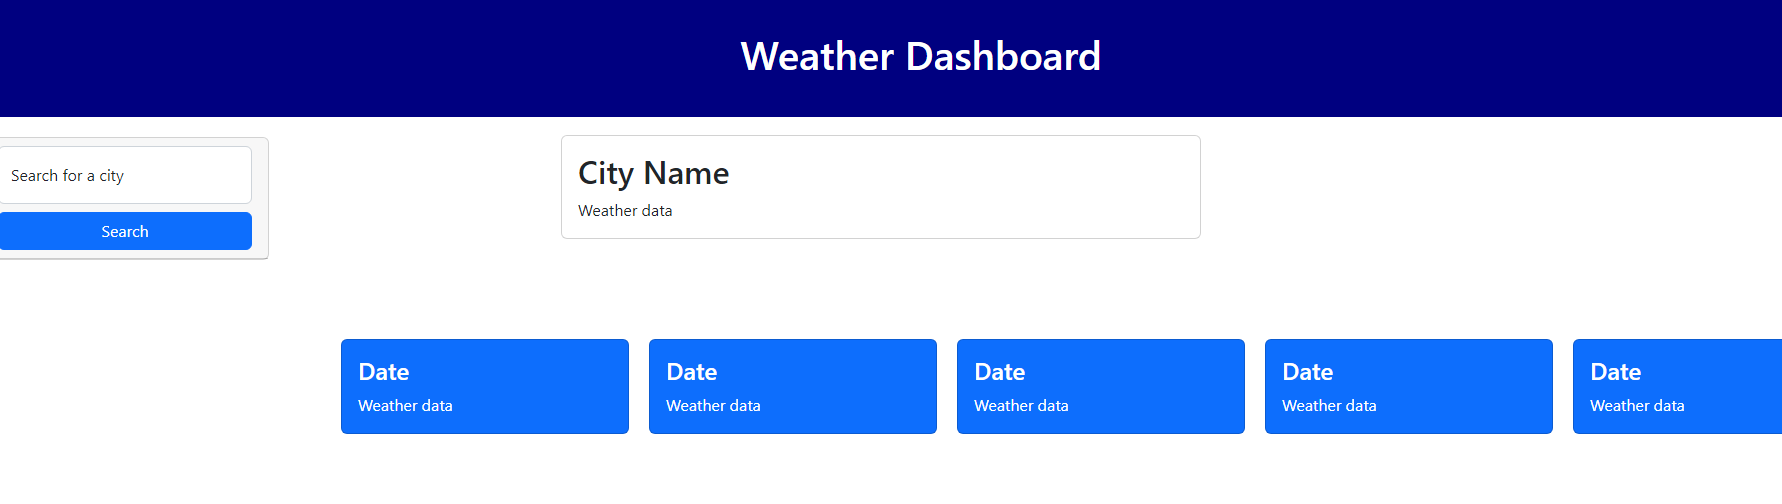 Weather Dashboard
Search for a city
Search
City Name
Weather data
Date
Weather data
Date
Weather data
Date
Weather data
Date
Weather data
Date
Weather data